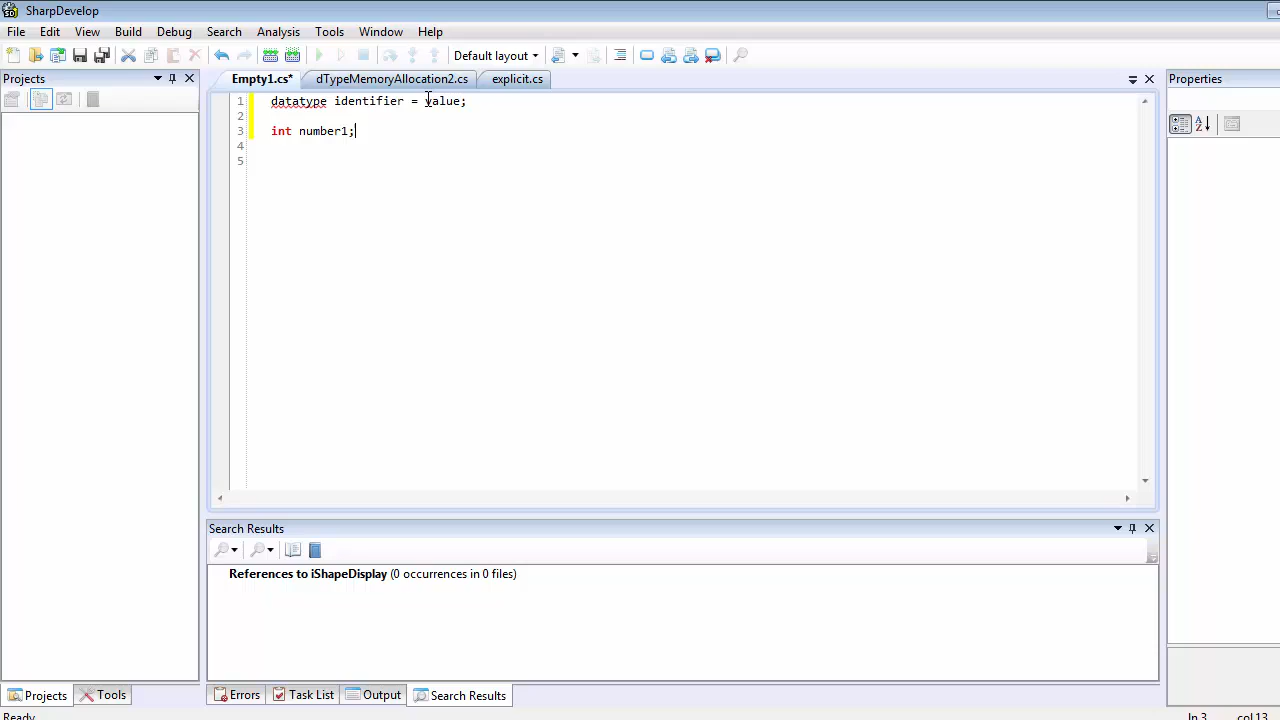 SharpDevelop
File Edit View Build Debug Search Analysis Tools Window Help
Default layout
Projects
Empty1.cs* dTypeMemoryAllocation2.cs explicit.cs
Properties
1 datatype identifier = value;
2
3 int number1;
4
5
Search Results
References to iShapeDisplay (0 occurrences in 0 files)
Projects Tools Errors Task List Output Search Results
Ready ln 3 col 13